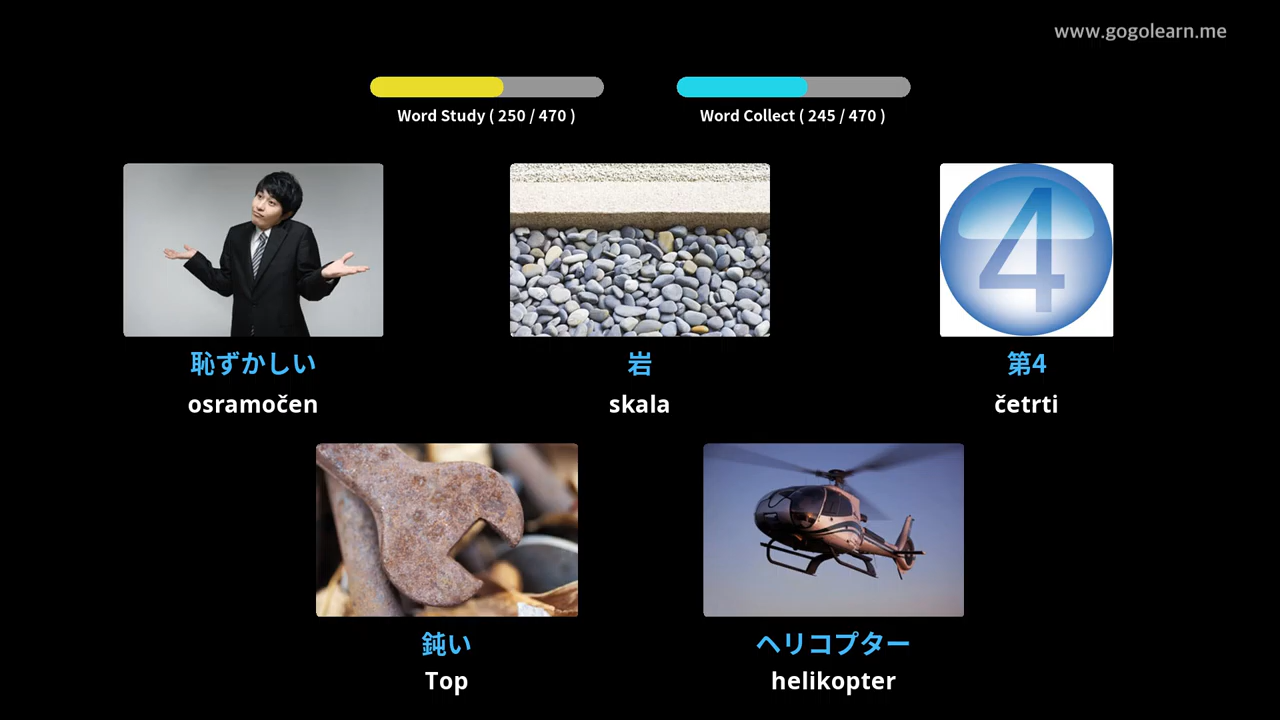 www.gogolearn.me
Word Study ( 250 / 470 )
Word Collect ( 245 / 470 )
恥ずかしい
osramočen
岩
skala
4
第4
četrti
鈍い
Top
ヘリコプター
helikopter